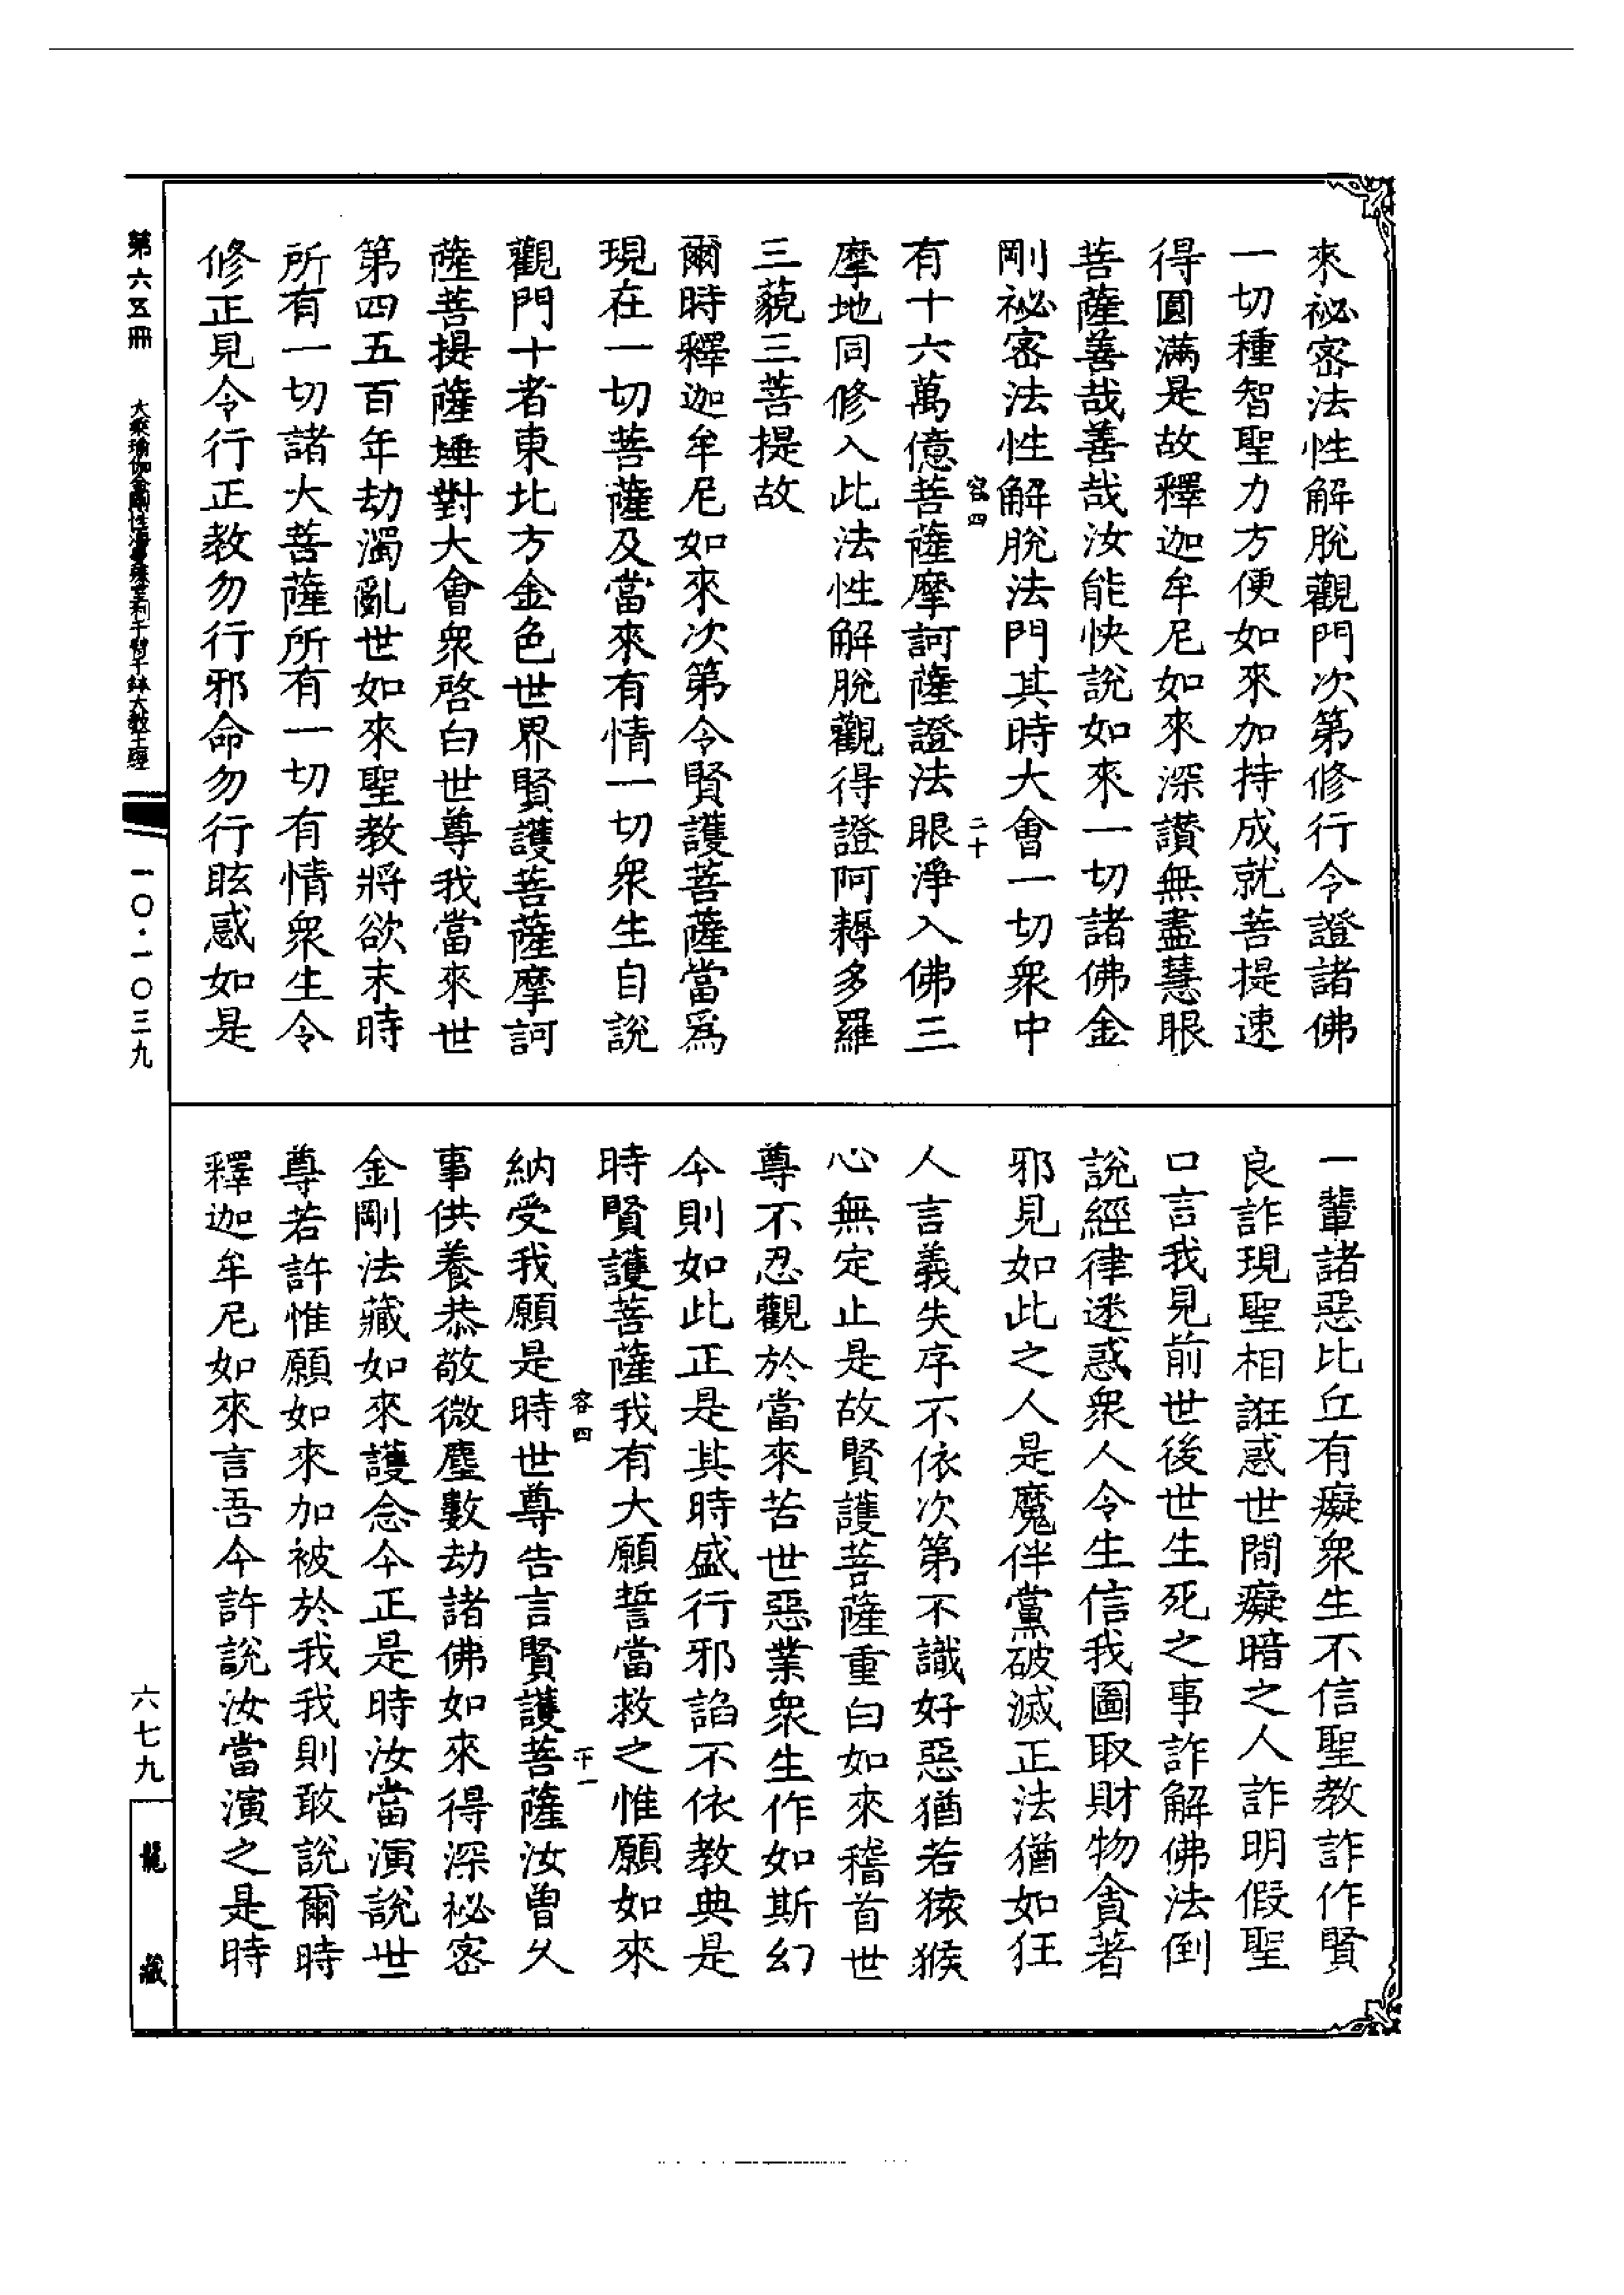 來祕密法性解脫觀門次第修行令證諸佛
一切種智聖力方便如來加持成就菩提速
得圓滿是故釋迦牟尼如來深讚無盡慧眼
菩薩善哉善哉汝能快說如來一切諸佛金
剛祕密法性解脫法門其時大會一切衆中
容四
二十
有十六萬億菩薩摩訶薩證法眼淨入佛三
摩地同修入此法性解脫觀得證阿耨多羅
三藐三菩提故
爾時釋迦牟尼如來次第令賢護菩薩當爲
現在一切菩薩及當來有情一切衆生自說
觀門十者東北方金色世界賢護菩薩摩訶
薩菩提薩埵對大會衆啓白世尊我當來世
第四五百年劫濁亂世如來聖教將欲末時
所有一切諸大菩薩所有一切有情衆生令
修正見令行正教勿行邪命勿行眩惑如是
一輩諸惡比丘有癡衆生不信聖教詐作賢
良詐現聖相誑惑世間癡暗之人詐明假聖
口言我見前世後世生死之事詐解佛法倒
說經律迷惑衆人令生信我圖取財物貪著
邪見如此之人是魔伴黨破滅正法猶如狂
人言義失序不依次第不識好惡猶若猿猴
心無定止是故賢護菩薩重白如來稽首世
尊不忍觀於當來苦世惡業衆生作如斯幻
今則如此正是其時盛行邪諂不依教典是
時賢護菩薩我有大願誓當救之惟願如來
容四
二十一
納受我願是時世尊告言賢護菩薩汝曾久
事供養恭敬微塵數劫諸佛如來得深祕密
金剛法藏如來護念今正是時汝當演說世
尊若許惟願如來加被於我我則敢說爾時
釋迦牟尼如來言吾今許說汝當演之是時
第六五冊
大乘瑜伽金剛性海曼殊室利千臂千鉢大教王經
一〇·一〇三九
六七九
龍藏